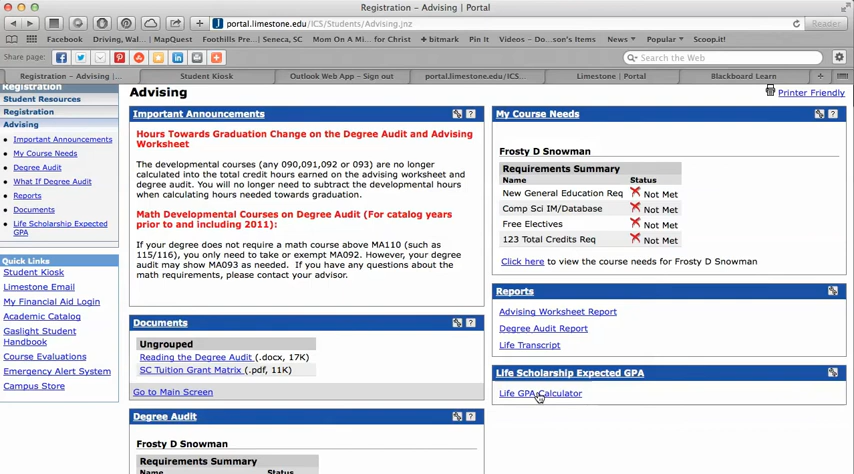 Registration - Advising | Portal
portal.limestone.edu/ICS/Students/Advising.jnz
Reader
Facebook Driving, Wal...| MapQuest Foothills Pre... | Seneca, SC Mom On A Mi... for Christ + bitmark Pin It Videos - Do...son's Items News Popular Scoop.it!
Share page:
Search the Web
Registration – Advising | ... Student Kiosk Outlook Web App – Sign out portal.limestone.edu/ICS... Limestone | Portal Blackboard Learn
Registration
Student Resources
Registration
Advising
Important Announcements
My Course Needs
Degree Audit
What If Degree Audit
Reports
Documents
Life Scholarship Expected GPA
Quick Links
Student Kiosk
Limestone Email
My Financial Aid Login
Academic Catalog
Gaslight Student Handbook
Course Evaluations
Emergency Alert System
Campus Store
Advising
Printer Friendly
Important Announcements
Hours Towards Graduation Change on the Degree Audit and Advising
Worksheet
The developmental courses (any 090,091,092 or 093) are no longer
calculated into the total credit hours earned on the advising worksheet and
degree audit. You will no longer need to subtract the developmental hours
when calculating hours needed towards graduation.
Math Developmental Courses on Degree Audit (For catalog years
prior to and including 2011):
If your degree does not require a math course above MA110 (such as
115/116), you only need to take or exempt MA092. However, your degree
audit may show MA093 as needed. If you have any questions about the
math requirements, please contact your advisor.
Documents
Ungrouped
Reading the Degree Audit (.docx, 17K)
SC Tuition Grant Matrix (.pdf, 11K)
Go to Main Screen
Degree Audit
Frosty D Snowman
Requirements Summary
Name Status
My Course Needs
Frosty D Snowman
Requirements Summary
Name Status
New General Education Req Not Met
Comp Sci IM/Database Not Met
Free Electives Not Met
123 Total Credits Req Not Met
Click here to view the course needs for Frosty D Snowman
Reports
Advising Worksheet Report
Degree Audit Report
Life Transcript
Life Scholarship Expected GPA
Life GPA Calculator